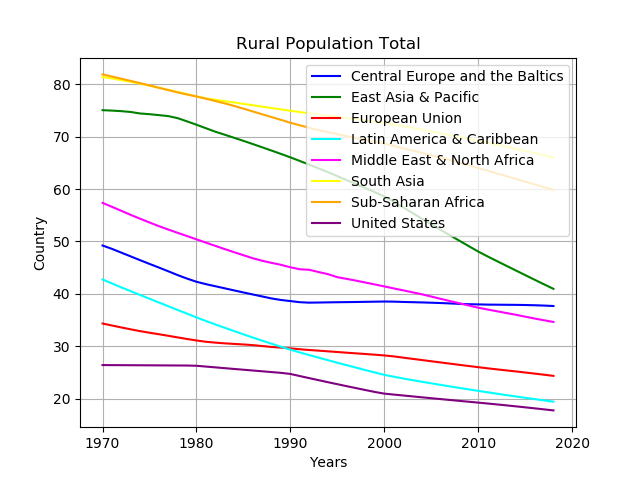 Rural Population Total
Central Europe and the Baltics
East Asia & Pacific
European Union
Latin America & Caribbean
Middle East & North Africa
South Asia
Sub-Saharan Africa
United States
80
70
60
50
40
30
20
Country
1970 1980 1990 2000 2010 2020
Years